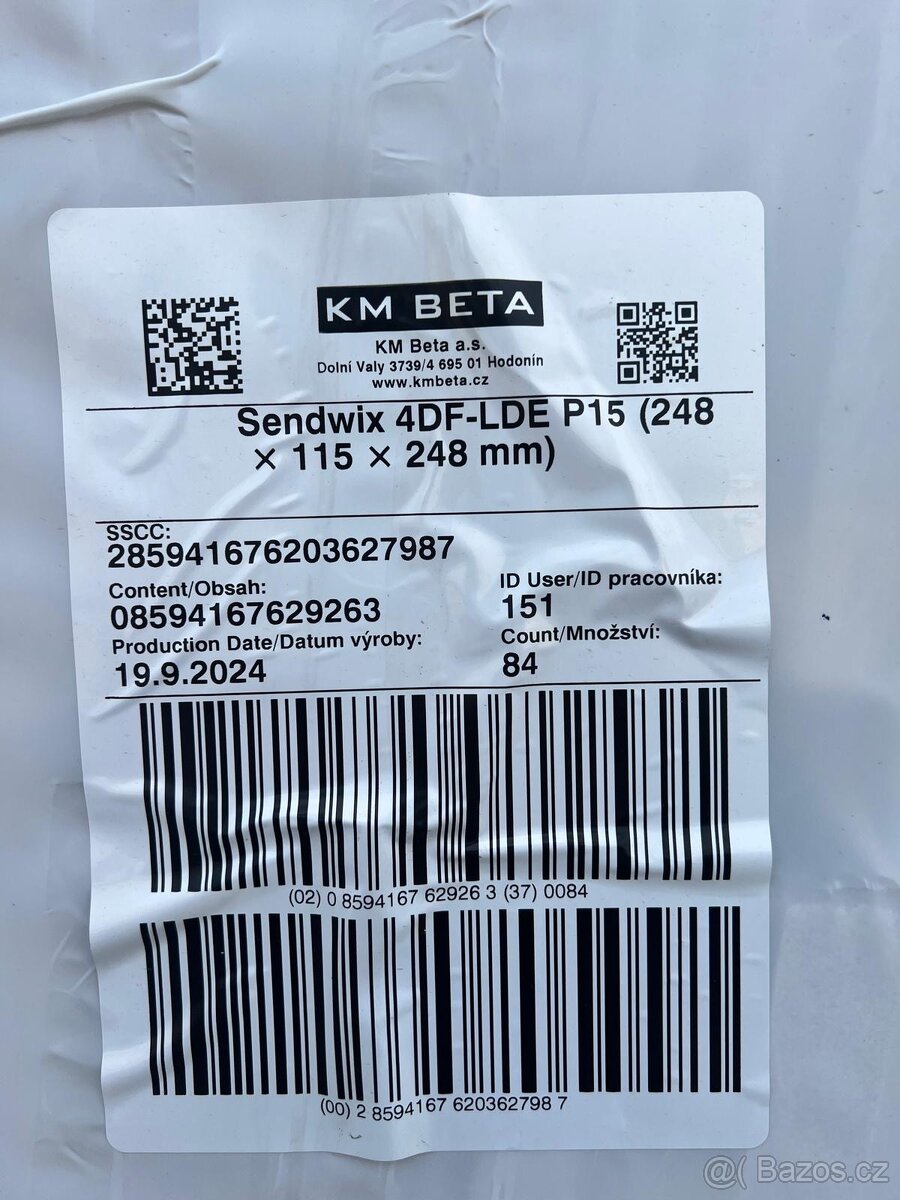 KM BETA
KM Beta a.s.
Dolní Valy 3739/4 695 01 Hodonín
www.kmbeta.cz
Sendwix 4DF-LDE P15 (248
× 115 × 248 mm)
SSCC:
285941676203627987
Content/Obsah:
08594167629263
ID User/ID pracovníka:
151
Production Date/Datum výroby:
19.9.2024
Count/Množství:
84
(02) 0 8594167 62926 3 (37) 0084
(00) 2 8594167 620362798 7
@( Bazos.cz